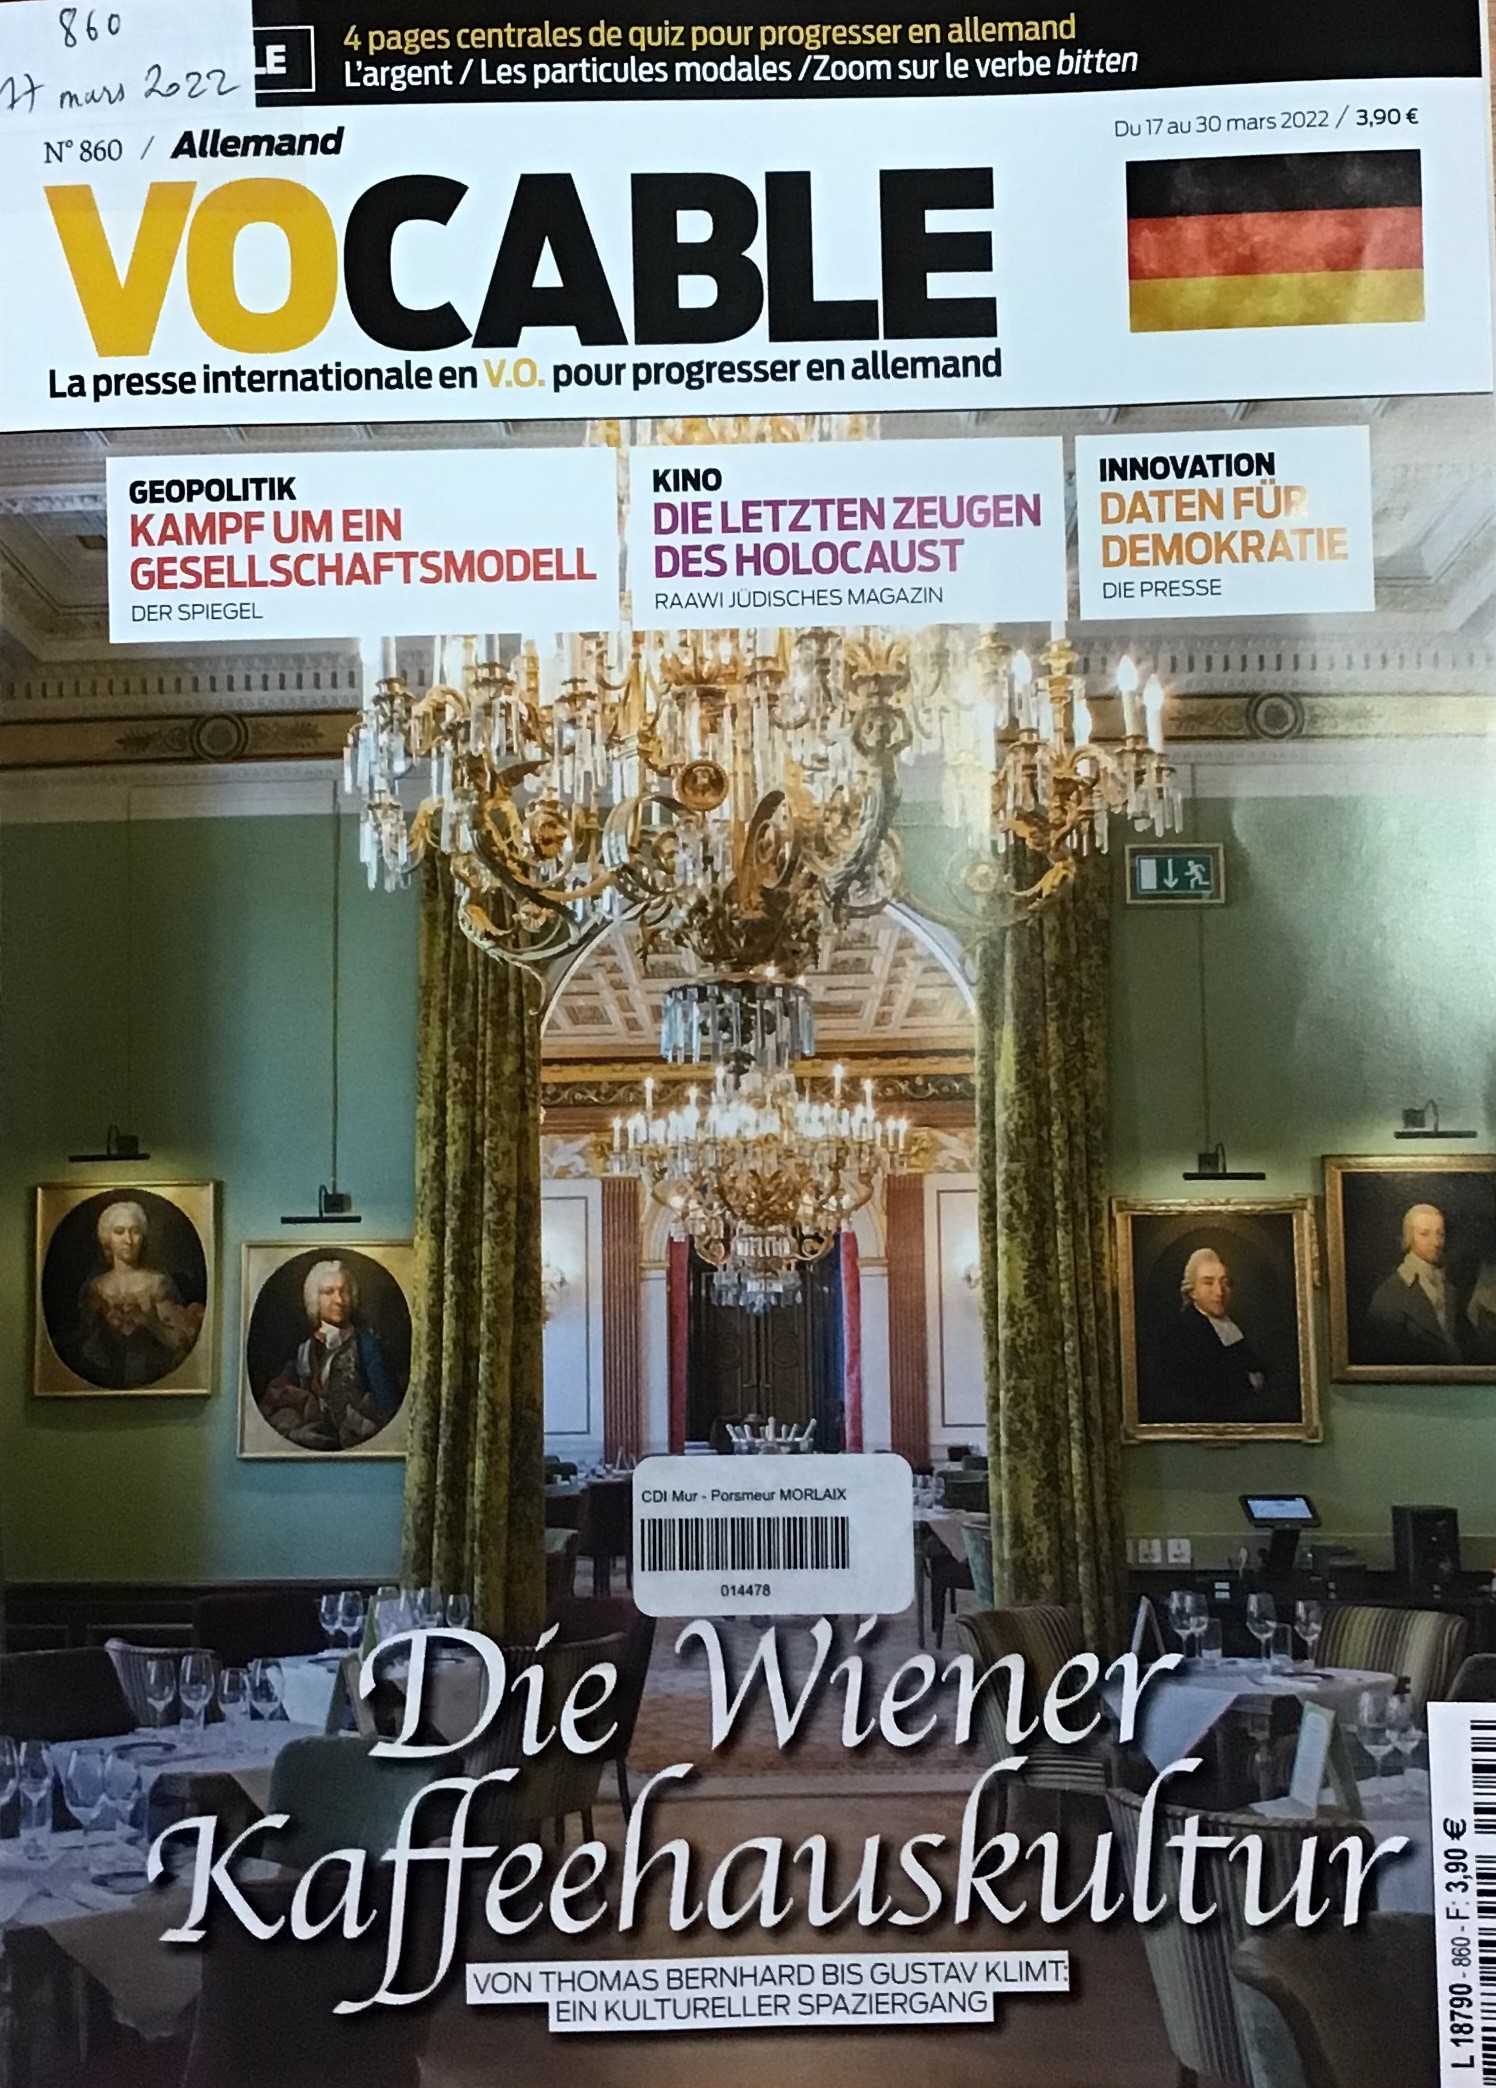 860
17 mars 2022
LE
4 pages centrales de quiz pour progresser en allemand
L'argent / Les particules modales /Zoom sur le verbe bitten
N° 860 / Allemand
Du 17 au 30 mars 2022 / 3,90 €
VOCABLE
La presse internationale en V.O. pour progresser en allemand
GEOPOLITIK
KAMPF UM EIN
GESELLSCHAFTSMODELL
DER SPIEGEL
KINO
DIE LETZTEN ZEUGEN
DES HOLOCAUST
RAAWI JÜDISCHES MAGAZIN
INNOVATION
DATEN FÜR
DEMOKRATIE
DIE PRESSE
CDI Mur - Porsmeur MORLAIX
014478
Die Wiener
Kaffeehauskultur
VON THOMAS BERNHARD BIS GUSTAV KLIMT:
EIN KULTURELLER SPAZIERGANG
L 18790 - 860 - F: 3,90 €